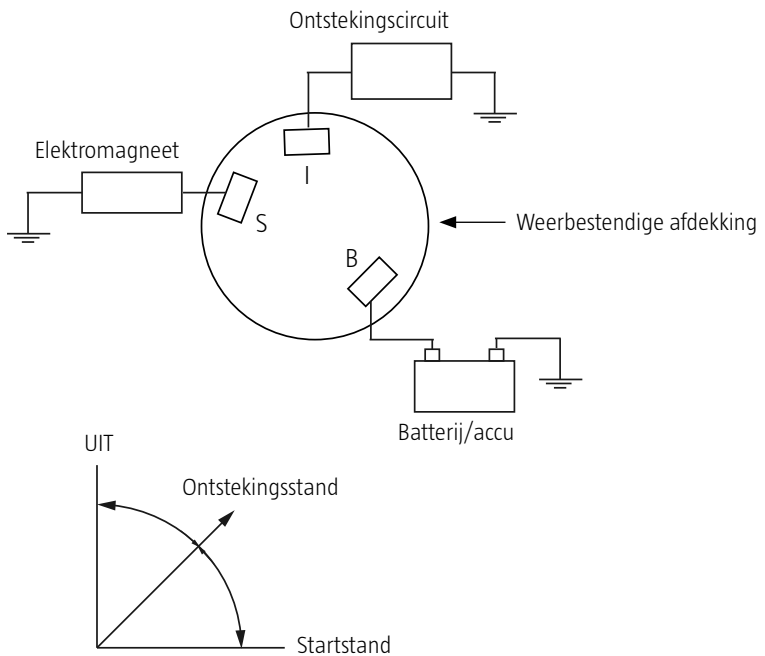 Ontstekingscircuit
Elektromagneet
I
S
Weerbestendige afdekking
B
Batterij/accu
UIT
Ontstekingsstand
Startstand